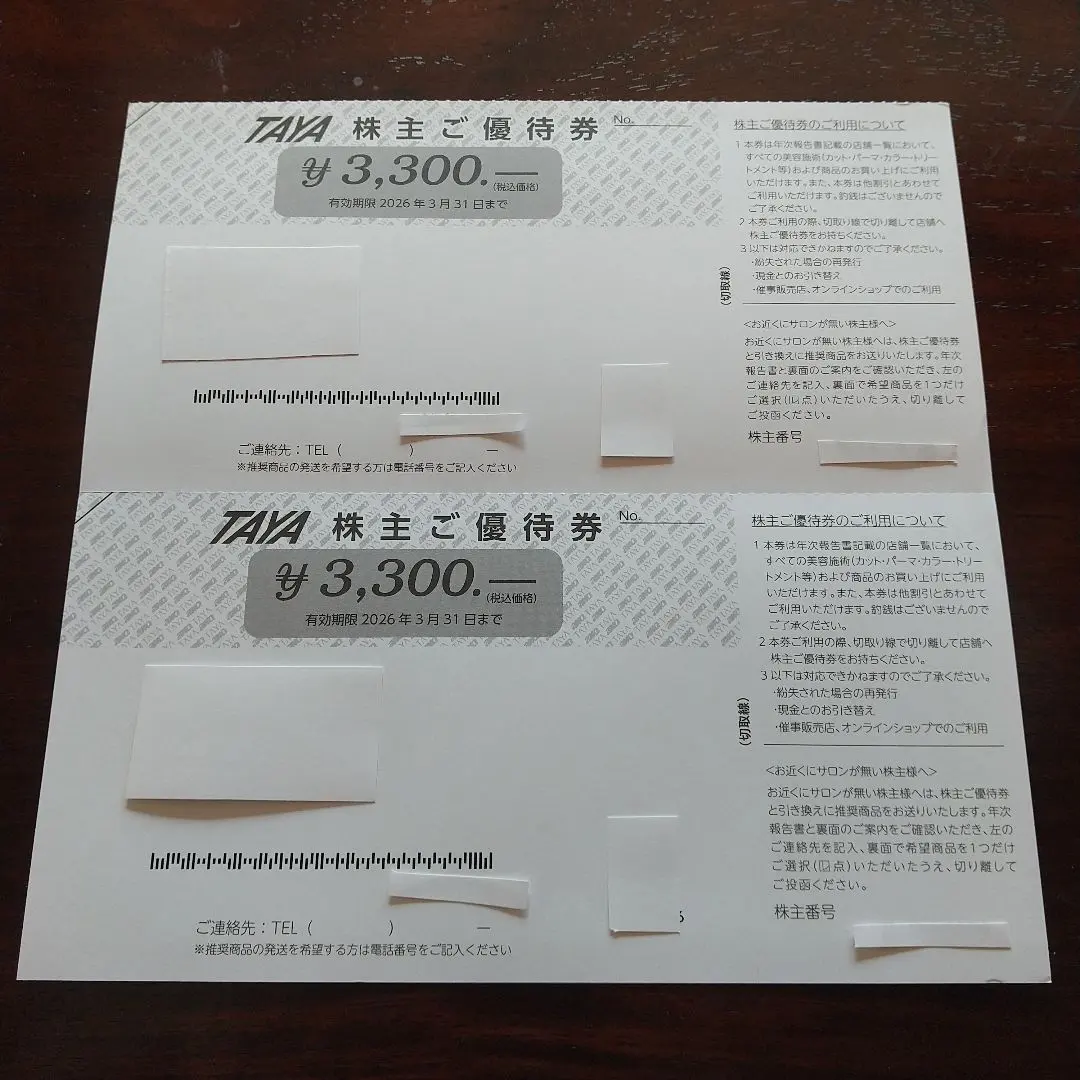 TAYA 株主ご優待券 No.
¥3,300.―(税込価格)
有効期限 2026年3月31日まで
ご連絡先：TEL（　　　）　　　―
※推奨商品の発送を希望する方は電話番号をご記入ください
(切取線)
株主ご優待券のご利用について
1 本券は年次報告書記載の店舗一覧において、
すべての美容施術(カット・パーマ・カラー・トリー
トメント等)および商品のお買い上げにご利用
いただけます。また、本券は他割引とあわせて
ご利用いただけます。釣銭はございませんので
ご了承ください。
2 本券ご利用の際、切取り線で切り離して店舗へ
株主ご優待券をお持ちください。
3 以下は対応できかねますのでご了承ください。
・紛失された場合の再発行
・現金とのお引き替え
・催事販売店、オンラインショップでのご利用
<お近くにサロンが無い株主様へ>
お近くにサロンが無い株主様へは、株主ご優待券
と引き換えに推奨商品をお送りいたします。年次
報告書と裏面のご案内をご確認いただき、左の
ご連絡先を記入、裏面で希望商品を1つだけ
ご選択(☑点)いただいたうえ、切り離して
ご投函ください。
株主番号
TAYA 株主ご優待券 No.
¥3,300.―(税込価格)
有効期限 2026年3月31日まで
ご連絡先：TEL（　　　）　　　―
※推奨商品の発送を希望する方は電話番号をご記入ください
(切取線)
株主ご優待券のご利用について
1 本券は年次報告書記載の店舗一覧において、
すべての美容施術(カット・パーマ・カラー・トリー
トメント等)および商品のお買い上げにご利用
いただけます。また、本券は他割引とあわせて
ご利用いただけます。釣銭はございませんので
ご了承ください。
2 本券ご利用の際、切取り線で切り離して店舗へ
株主ご優待券をお持ちください。
3 以下は対応できかねますのでご了承ください。
・紛失された場合の再発行
・現金とのお引き替え
・催事販売店、オンラインショップでのご利用
<お近くにサロンが無い株主様へ>
お近くにサロンが無い株主様へは、株主ご優待券
と引き換えに推奨商品をお送りいたします。年次
報告書と裏面のご案内をご確認いただき、左の
ご連絡先を記入、裏面で希望商品を1つだけ
ご選択(☑点)いただいたうえ、切り離して
ご投函ください。
株主番号